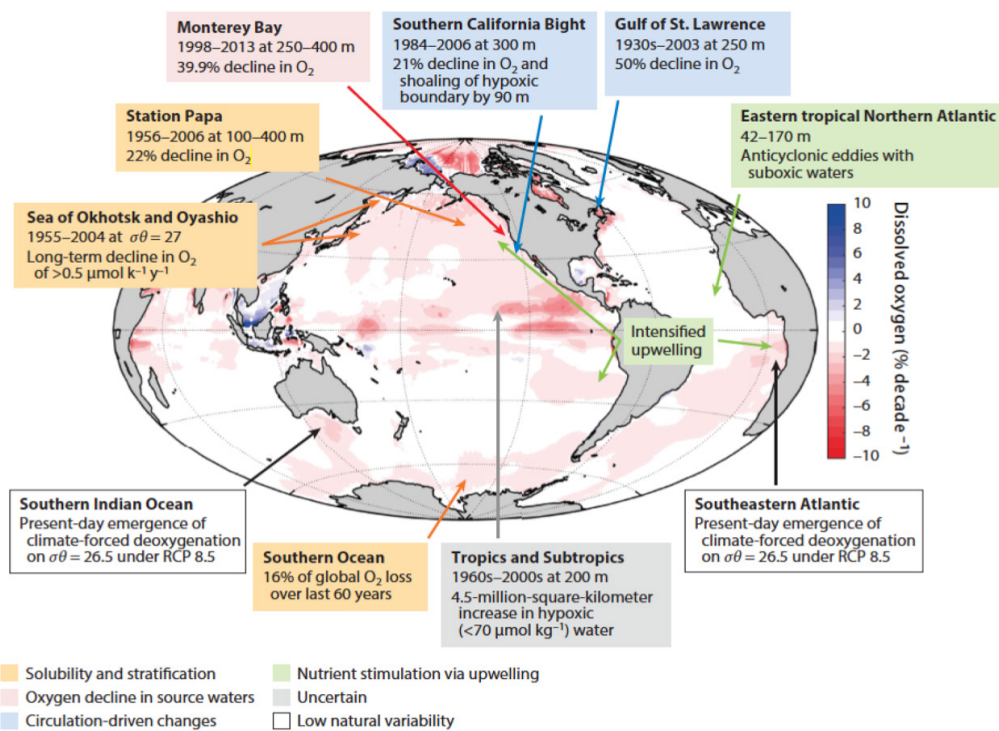 Monterey Bay
1998–2013 at 250–400 m
39.9% decline in O₂
Southern California Bight
1984–2006 at 300 m
21% decline in O₂ and
shoaling of hypoxic
boundary by 90 m
Gulf of St. Lawrence
1930s–2003 at 250 m
50% decline in O₂
Station Papa
1956–2006 at 100–400 m
22% decline in O₂
Eastern tropical Northern Atlantic
42–170 m
Anticyclonic eddies with
suboxic waters
Sea of Okhotsk and Oyashio
1955–2004 at σθ = 27
Long-term decline in O₂
of >0.5 μmol k⁻¹ y⁻¹
10
8
6
4
2
0
−2
−4
−6
−8
−10
Dissolved oxygen (% decade⁻¹)
Intensified
upwelling
Southern Indian Ocean
Present-day emergence of
climate-forced deoxygenation
on σθ = 26.5 under RCP 8.5
Southeastern Atlantic
Present-day emergence of
climate-forced deoxygenation
on σθ = 26.5 under RCP 8.5
Southern Ocean
16% of global O₂ loss
over last 60 years
Tropics and Subtropics
1960s–2000s at 200 m
4.5-million-square-kilometer
increase in hypoxic
(<70 μmol kg⁻¹) water
Solubility and stratification
Oxygen decline in source waters
Circulation-driven changes
Nutrient stimulation via upwelling
Uncertain
Low natural variability